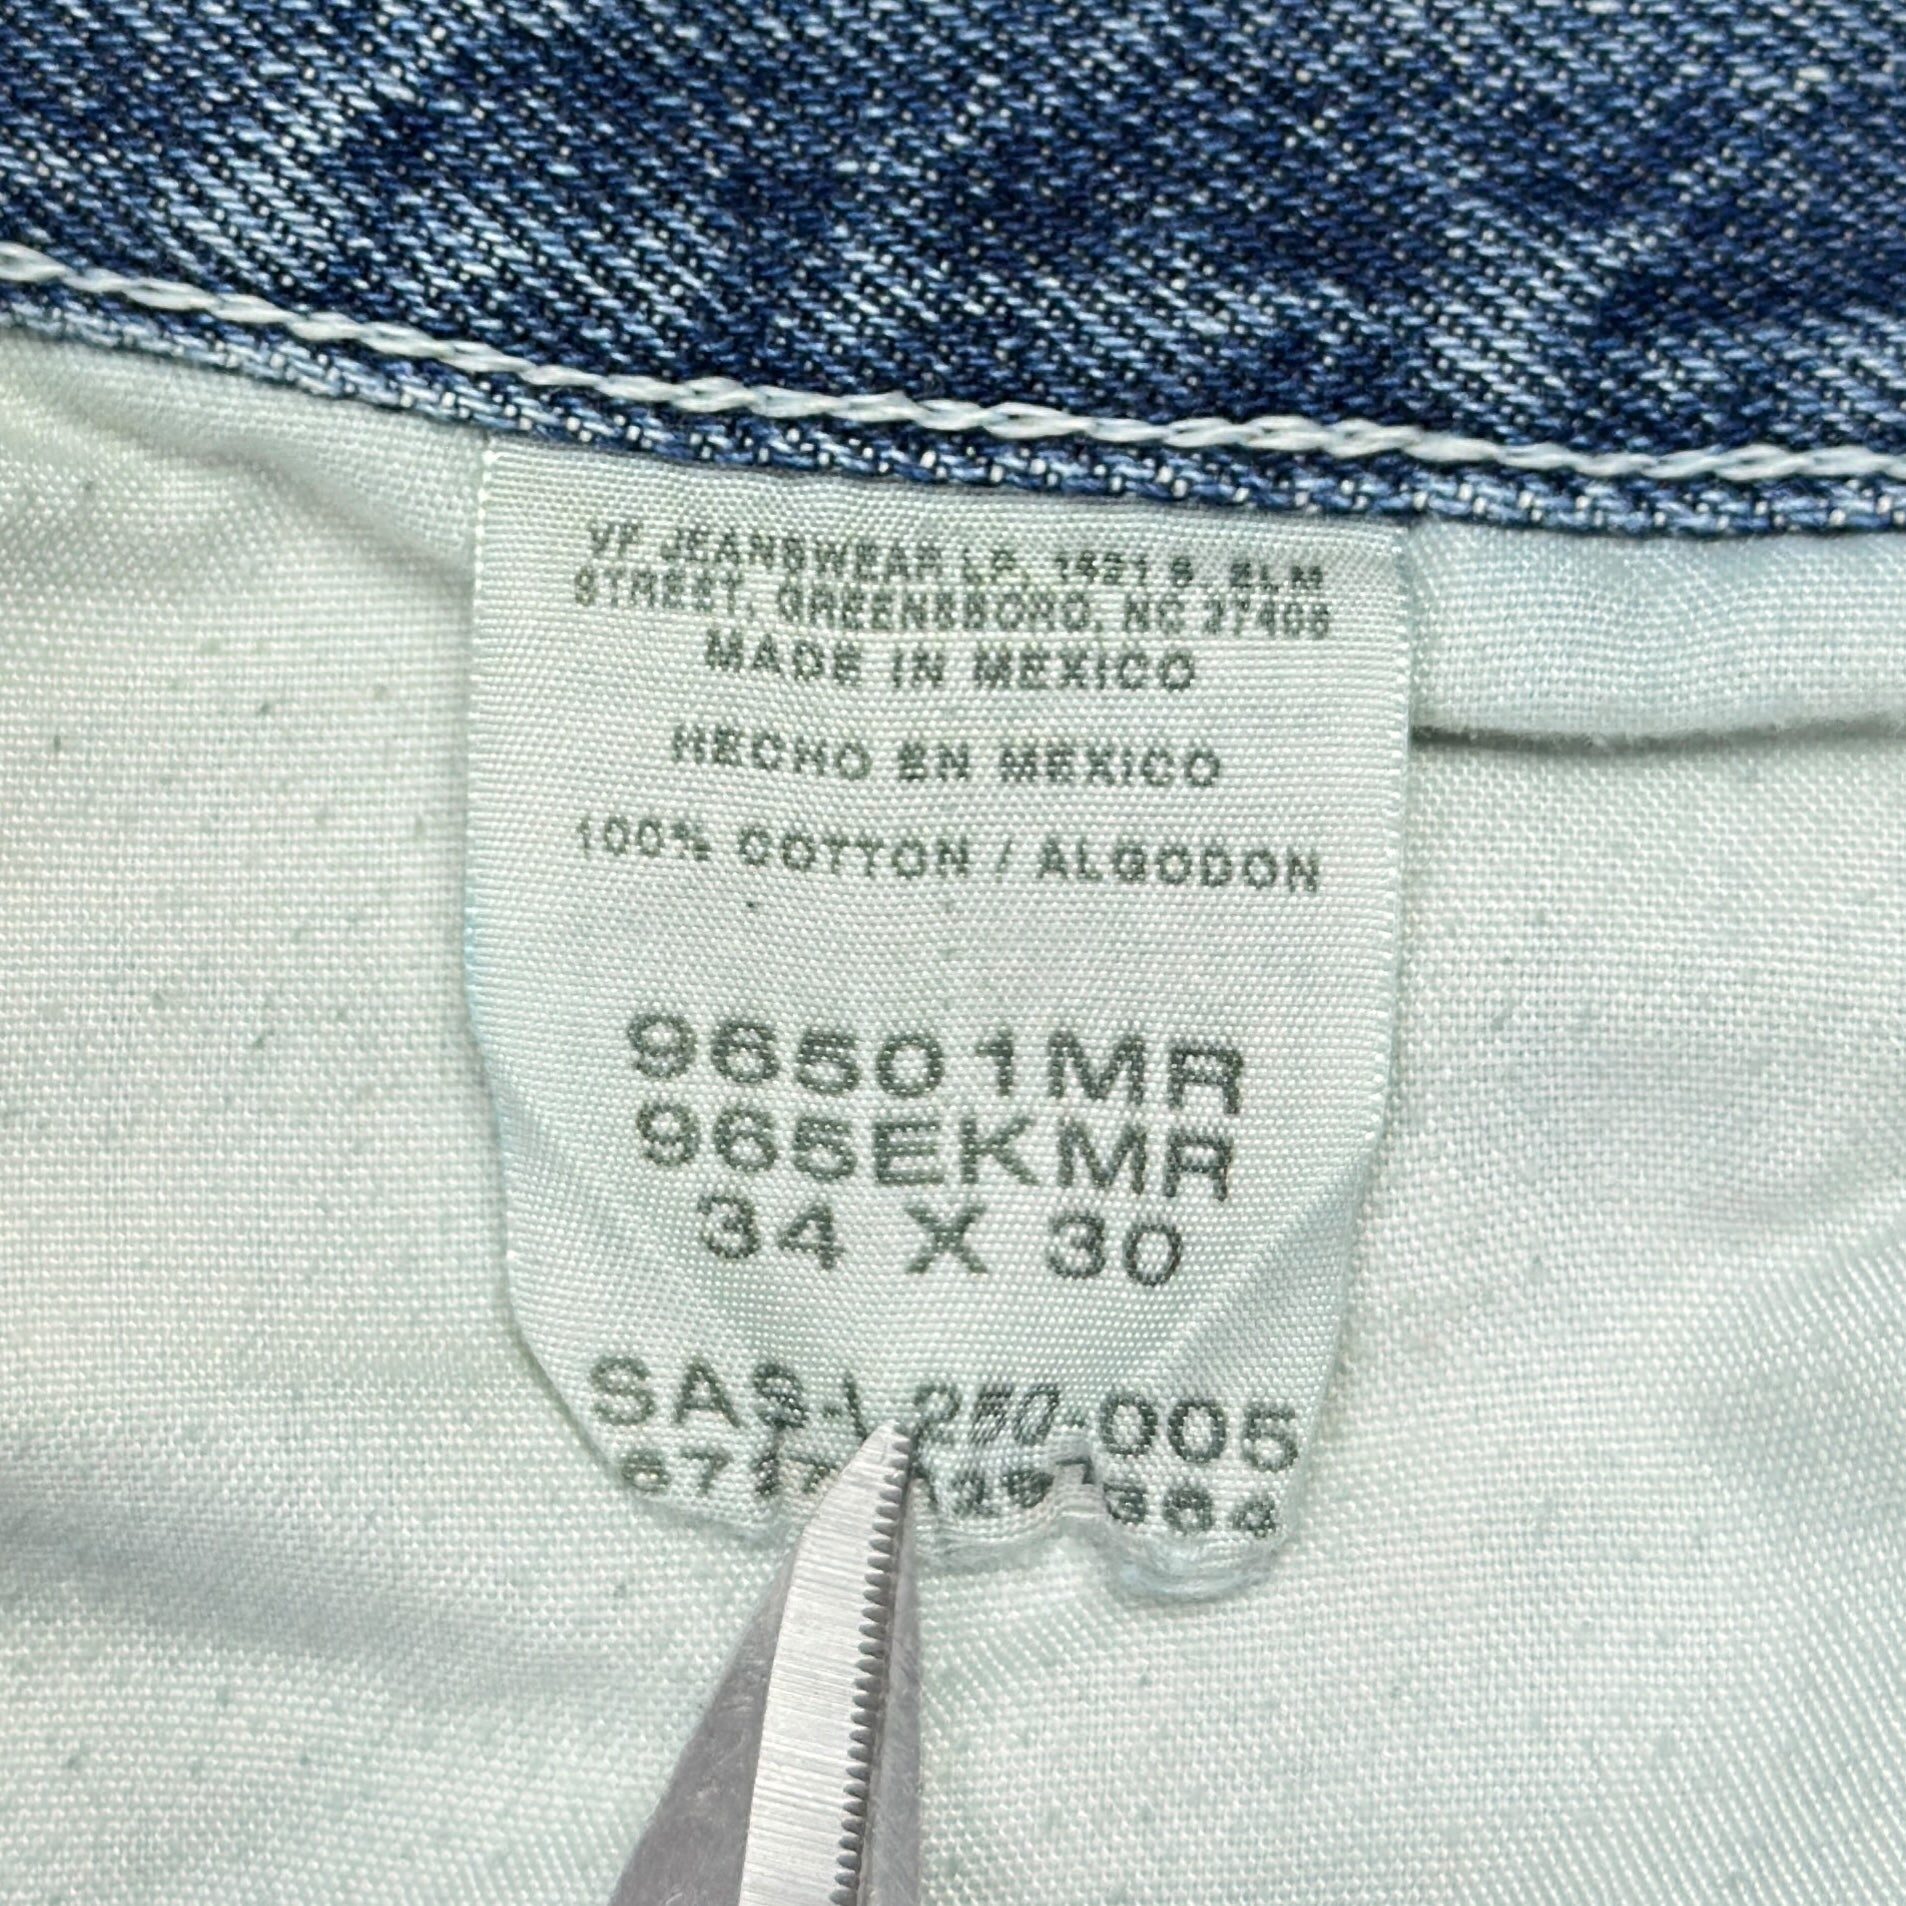 VF JEANSWEAR LP, 1421 S. ELM
STREET, GREENSBORO, NC 27406
MADE IN MEXICO
HECHO EN MEXICO
100% COTTON / ALGODON
96501MR
965EKMR
34 X 30